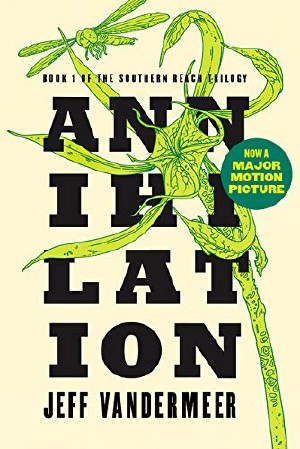 BOOK 1 OF THE SOUTHERN REACH TRILOGY
ANN
IHI
LAT
ION
NOW A
MAJOR
MOTION
PICTURE
JEFF VANDERMEER